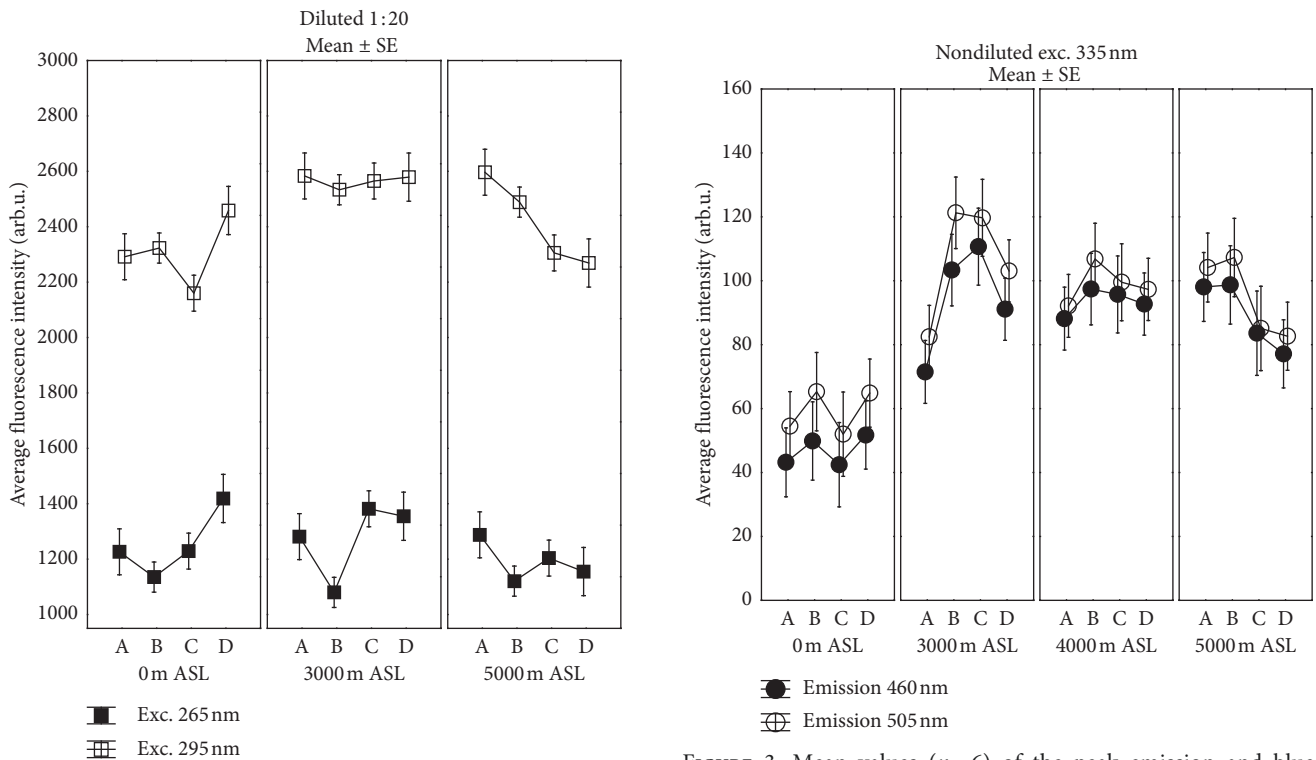 Diluted 1:20
Mean ± SE
3000
2800
2600
2400
2200
2000
1800
1600
1400
1200
1000
Average fluorescence intensity (arb.u.)
A B C D
0 m ASL
A B C D
3000 m ASL
A B C D
5000 m ASL
Exc. 265 nm
Exc. 295 nm
Nondiluted exc. 335 nm
Mean ± SE
160
140
120
100
80
60
40
20
0
Average fluorescence intensity (arb.u.)
A B C D
0 m ASL
A B C D
3000 m ASL
A B C D
4000 m ASL
A B C D
5000 m ASL
Emission 460 nm
Emission 505 nm